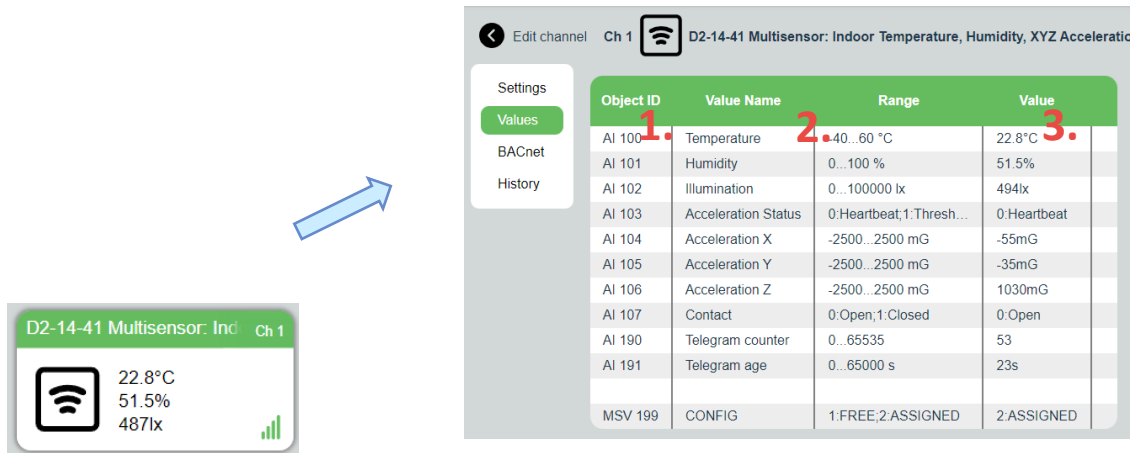 Edit channel Ch 1 D2-14-41 Multisensor: Indoor Temperature, Humidity, XYZ Acceleratio
Settings
Values
BACnet
History
Object ID Value Name Range Value
1. 2. 3.
AI 100 Temperature -40...60 °C 22.8°C
AI 101 Humidity 0...100 % 51.5%
AI 102 Illumination 0...100000 lx 494lx
AI 103 Acceleration Status 0:Heartbeat;1:Thresh... 0:Heartbeat
AI 104 Acceleration X -2500...2500 mG -55mG
AI 105 Acceleration Y -2500...2500 mG -35mG
AI 106 Acceleration Z -2500...2500 mG 1030mG
AI 107 Contact 0:Open;1:Closed 0:Open
AI 190 Telegram counter 0...65535 53
AI 191 Telegram age 0...65000 s 23s
MSV 199 CONFIG 1:FREE;2:ASSIGNED 2:ASSIGNED
D2-14-41 Multisensor: Ind Ch 1
22.8°C
51.5%
487lx